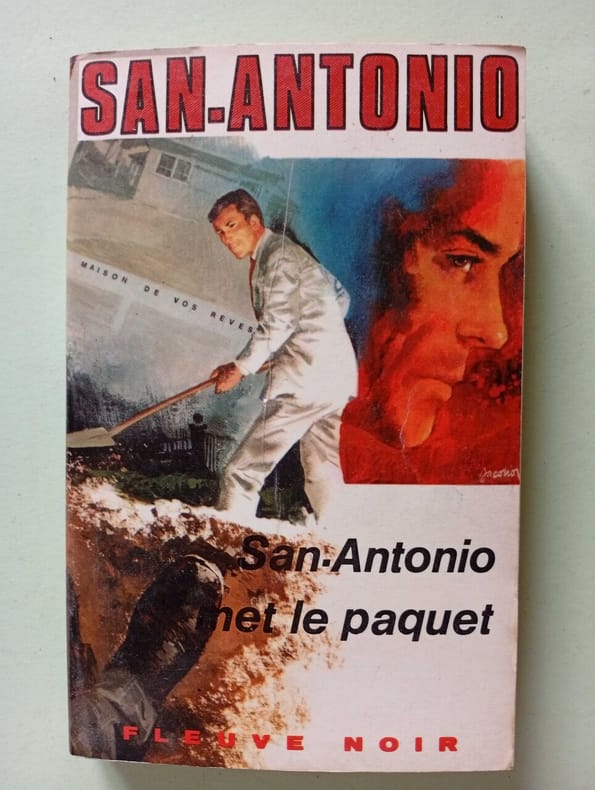 SAN-ANTONIO
MAISON DE VOS REVES
San-Antonio
met le paquet
FLEUVE NOIR